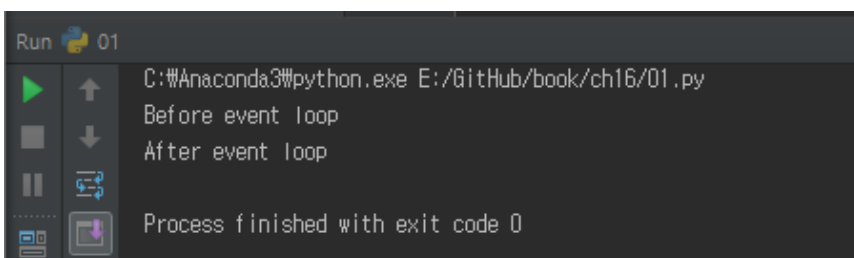 Run 01
C:₩Anaconda3₩python.exe E:/GitHub/book/ch16/01.py
Before event loop
After event loop
Process finished with exit code 0